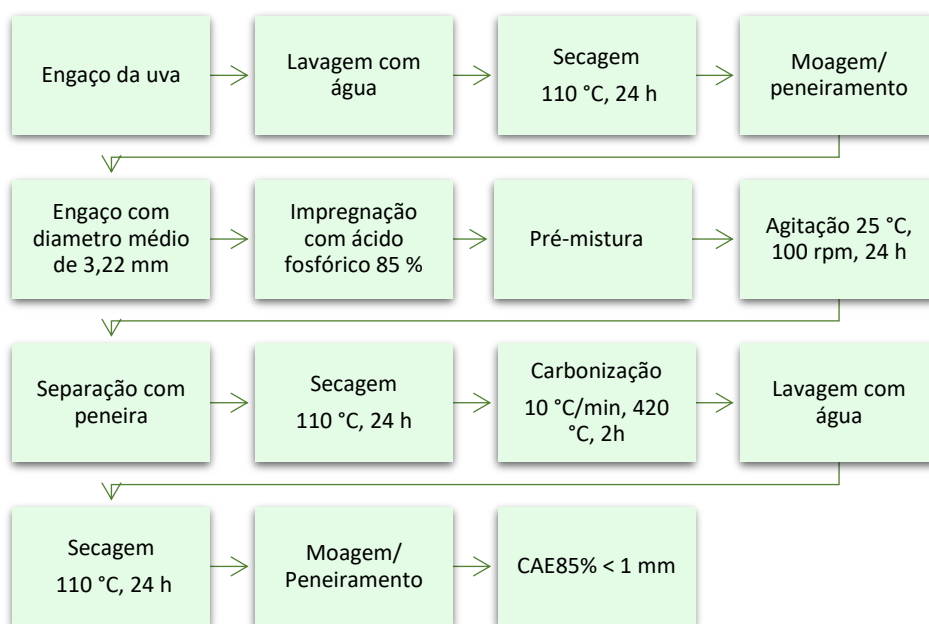 Engaço da uva
Lavagem com
água
Secagem
110 °C, 24 h
Moagem/
peneiramento
Engaço com
diametro médio
de 3,22 mm
Impregnação
com ácido
fosfórico 85 %
Pré-mistura
Agitação 25 °C,
100 rpm, 24 h
Separação com
peneira
Secagem
110 °C, 24 h
Carbonização
10 °C/min, 420
°C, 2h
Lavagem com
água
Secagem
110 °C, 24 h
Moagem/
Peneiramento
CAE85% < 1 mm